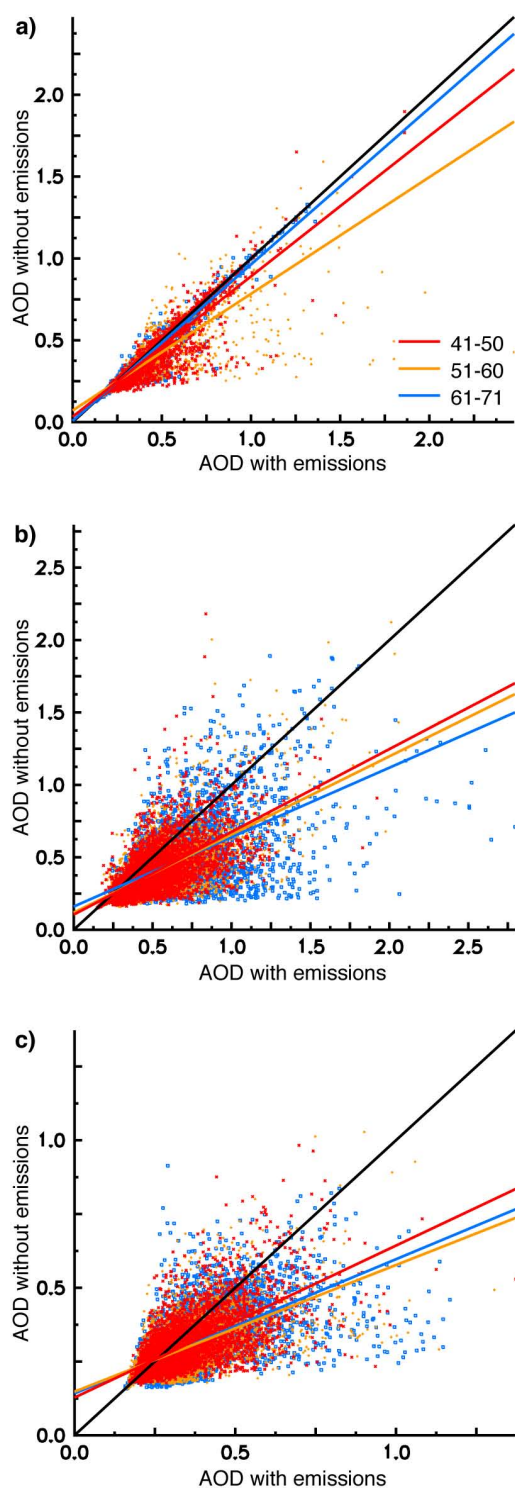 a)
2.0
1.5
1.0
0.5
0.0
AOD without emissions
41-50
51-60
61-71
0.0 0.5 1.0 1.5 2.0
AOD with emissions
b)
2.5
2.0
1.5
1.0
0.5
0.0
AOD without emissions
0.0 0.5 1.0 1.5 2.0 2.5
AOD with emissions
c)
1.0
0.5
0.0
AOD without emissions
0.0 0.5 1.0
AOD with emissions